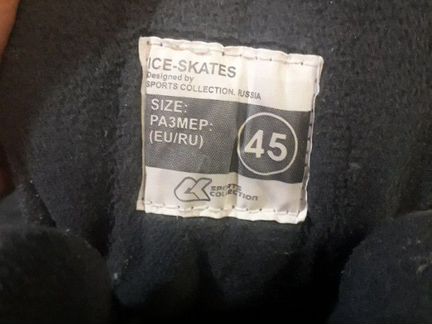 ICE-SKATES
Designed by
SPORTS COLLECTION, RUSSIA
SIZE:
РАЗМЕР:
(EU/RU)
45
SPORTS
COLLECTION